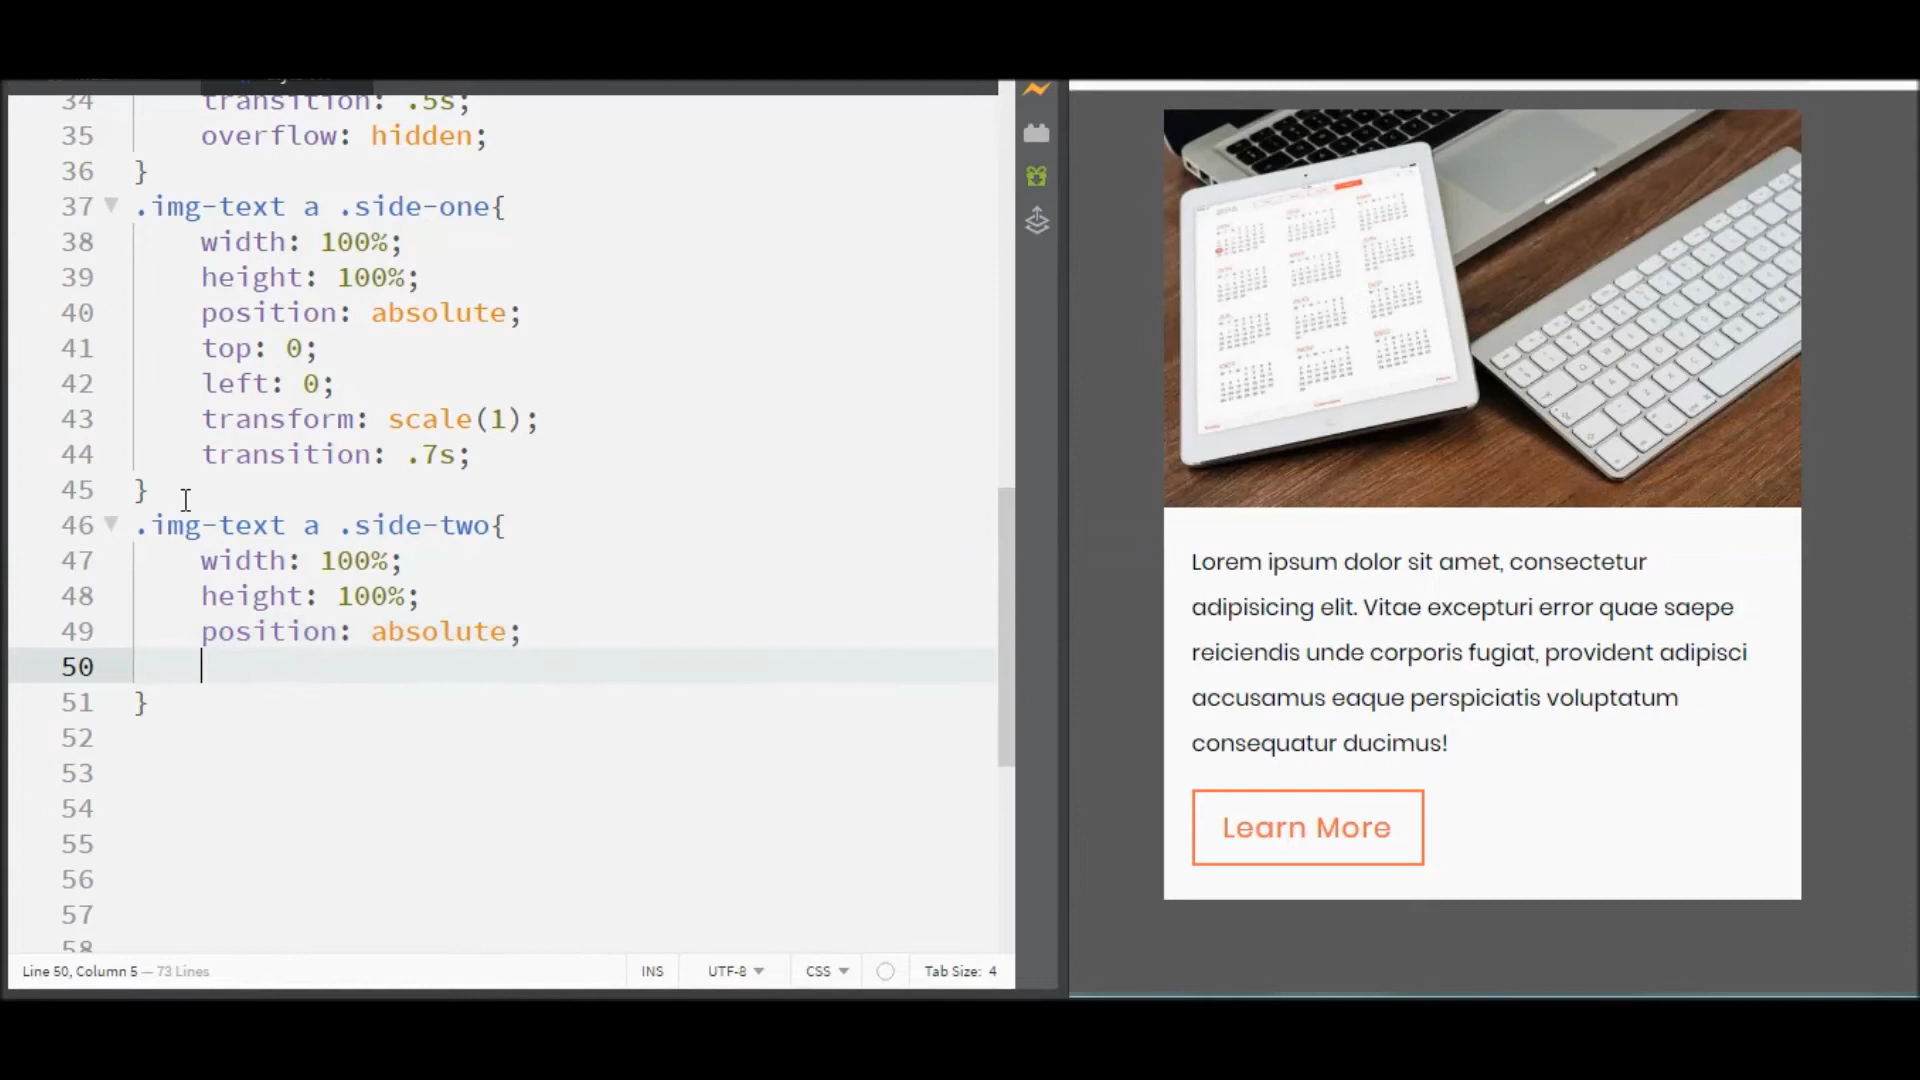 34 transition: .5s;
35 overflow: hidden;
36 }
37 .img-text a .side-one{
38 width: 100%;
39 height: 100%;
40 position: absolute;
41 top: 0;
42 left: 0;
43 transform: scale(1);
44 transition: .7s;
45 }
46 .img-text a .side-two{
47 width: 100%;
48 height: 100%;
49 position: absolute;
50
51 }
52
53
54
55
56
57
58
Line 50, Column 5 — 73 Lines
INS UTF-8 CSS Tab Size: 4
Lorem ipsum dolor sit amet, consectetur
adipisicing elit. Vitae excepturi error quae saepe
reiciendis unde corporis fugiat, provident adipisci
accusamus eaque perspiciatis voluptatum
consequatur ducimus!
Learn More